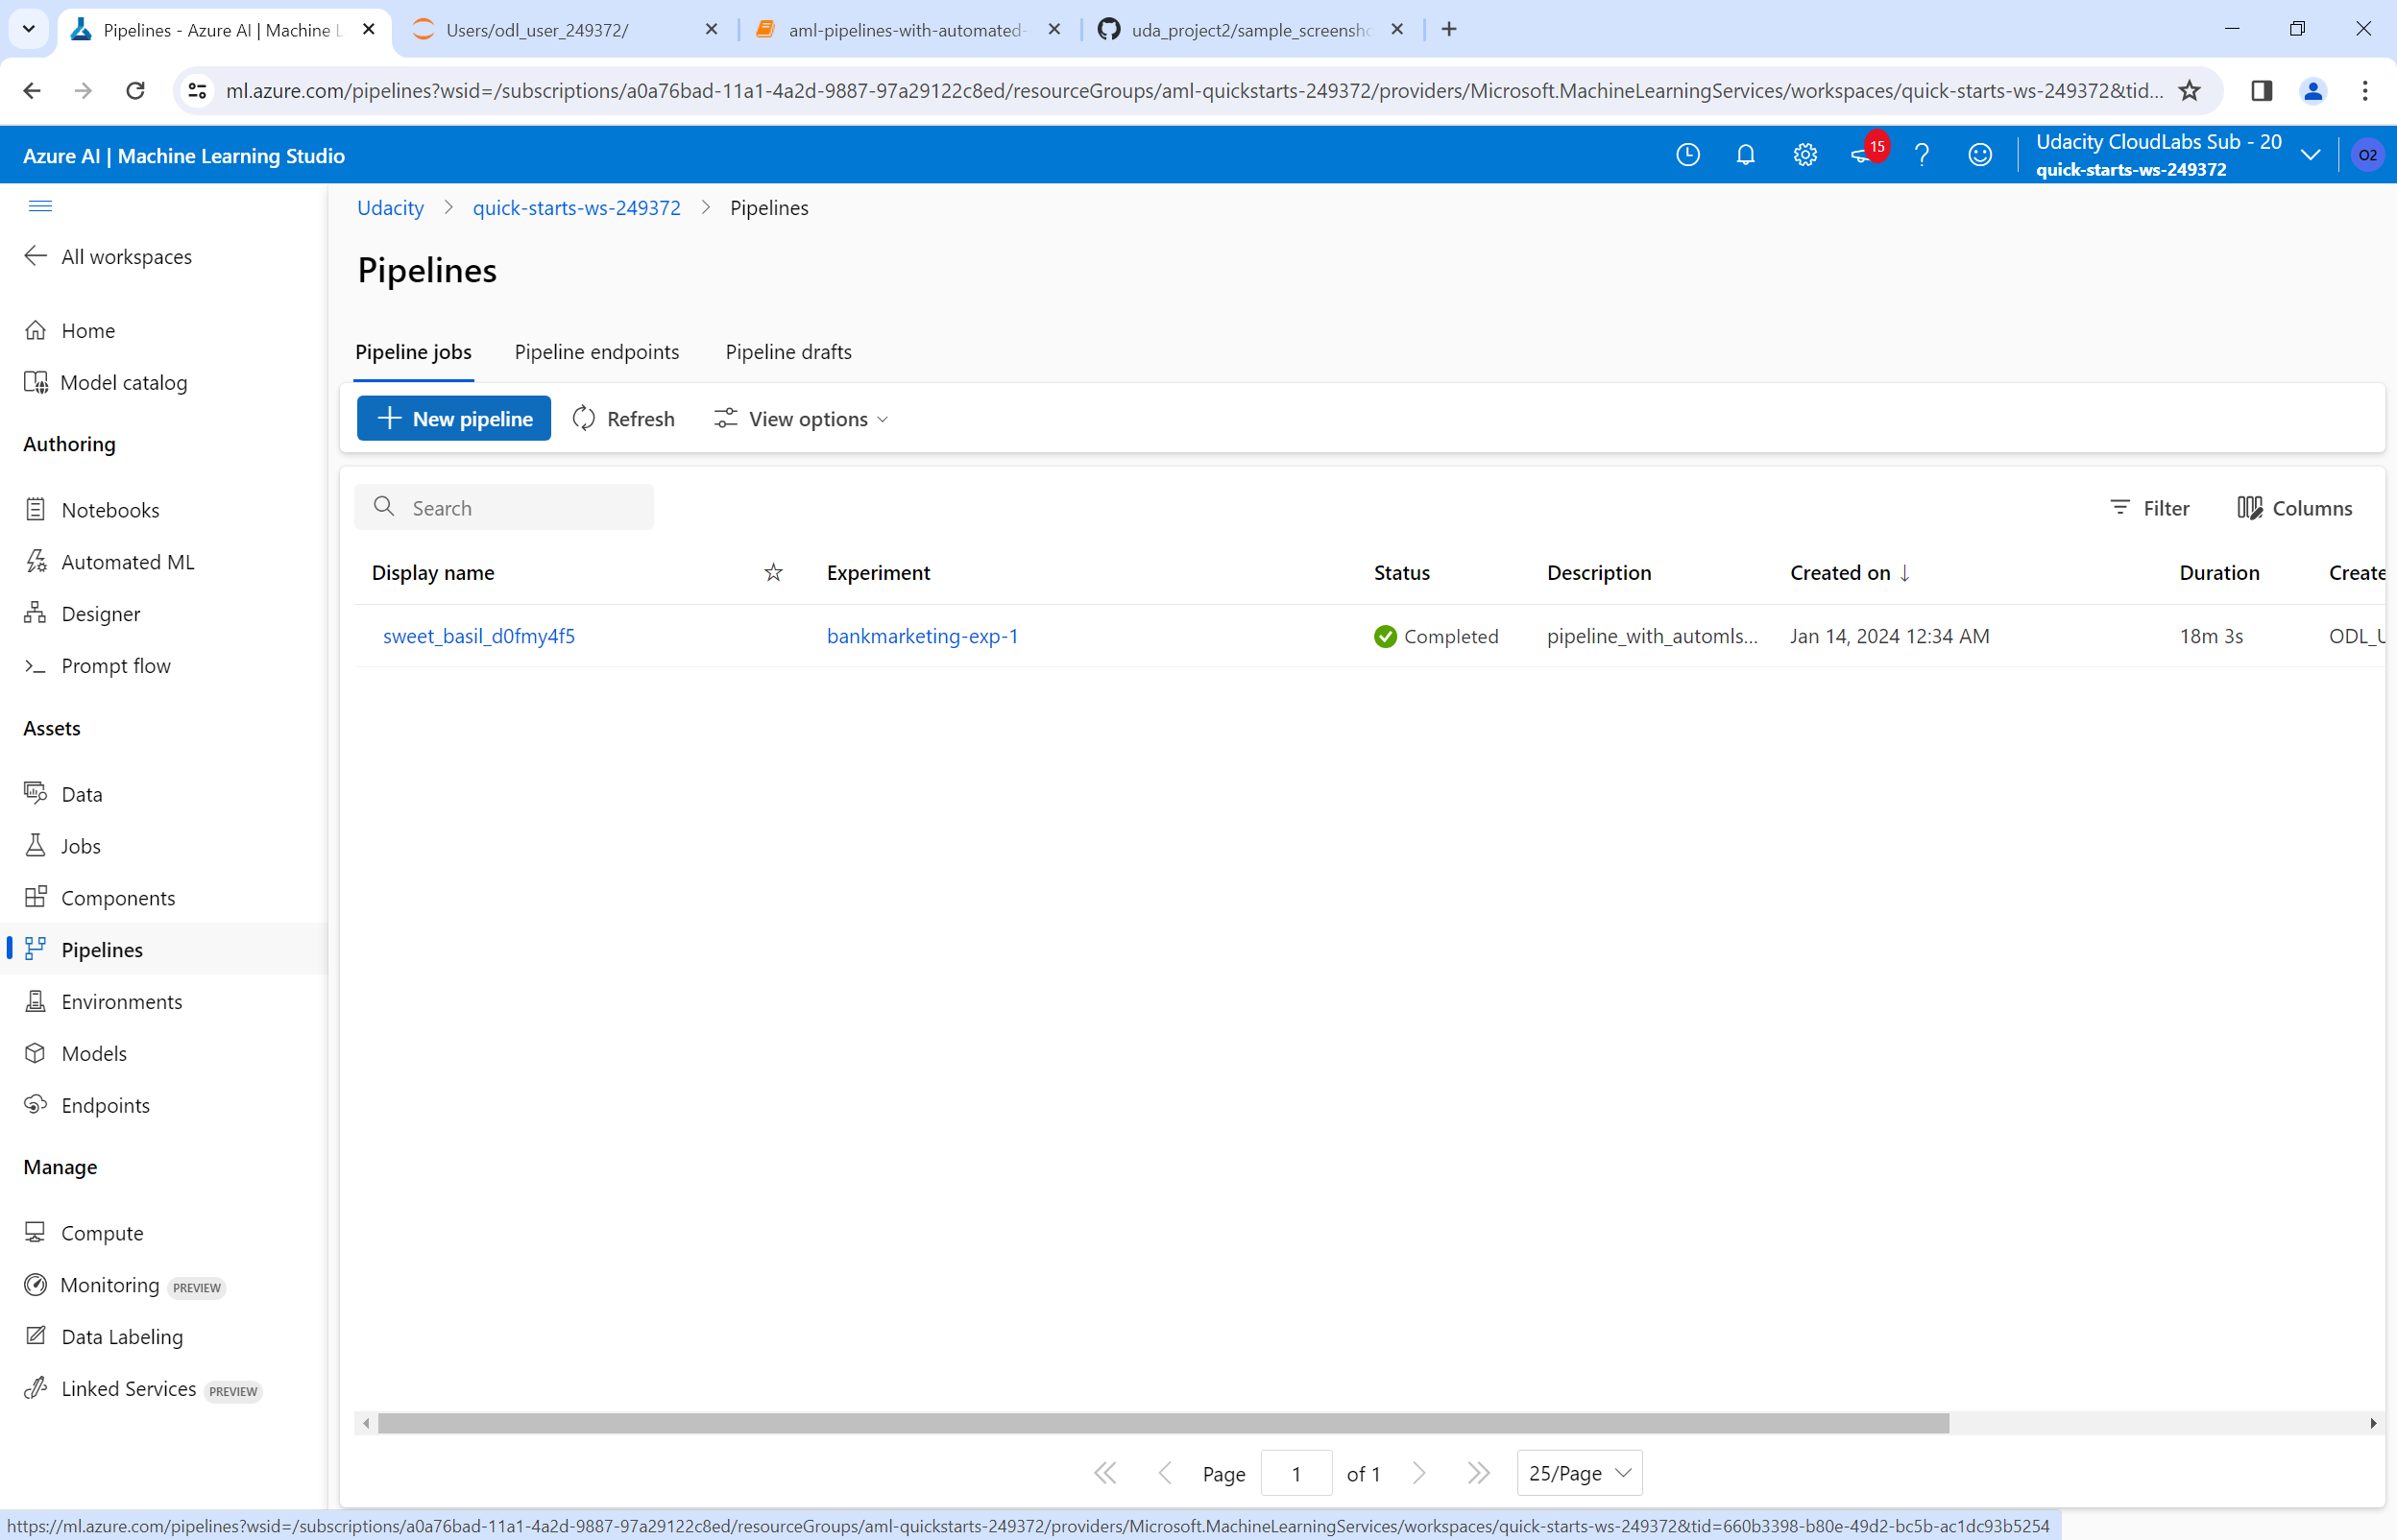 Pipelines - Azure AI | Machine L
Users/odl_user_249372/
aml-pipelines-with-automated-
uda_project2/sample_screensho
ml.azure.com/pipelines?wsid=/subscriptions/a0a76bad-11a1-4a2d-9887-97a29122c8ed/resourceGroups/aml-quickstarts-249372/providers/Microsoft.MachineLearningServices/workspaces/quick-starts-ws-249372&tid...
Azure AI | Machine Learning Studio
15
Udacity CloudLabs Sub - 20
quick-starts-ws-249372
O2
Udacity > quick-starts-ws-249372 > Pipelines
All workspaces
Home
Model catalog
Authoring
Notebooks
Automated ML
Designer
Prompt flow
Assets
Data
Jobs
Components
Pipelines
Environments
Models
Endpoints
Manage
Compute
Monitoring PREVIEW
Data Labeling
Linked Services PREVIEW
Pipelines
Pipeline jobs Pipeline endpoints Pipeline drafts
New pipeline Refresh View options
Search Filter Columns
Display name Experiment Status Description Created on ↓ Duration Create
sweet_basil_d0fmy4f5 bankmarketing-exp-1 Completed pipeline_with_automls... Jan 14, 2024 12:34 AM 18m 3s ODL_U
Page 1 of 1 25/Page
https://ml.azure.com/pipelines?wsid=/subscriptions/a0a76bad-11a1-4a2d-9887-97a29122c8ed/resourceGroups/aml-quickstarts-249372/providers/Microsoft.MachineLearningServices/workspaces/quick-starts-ws-249372&tid=660b3398-b80e-49d2-bc5b-ac1dc93b5254